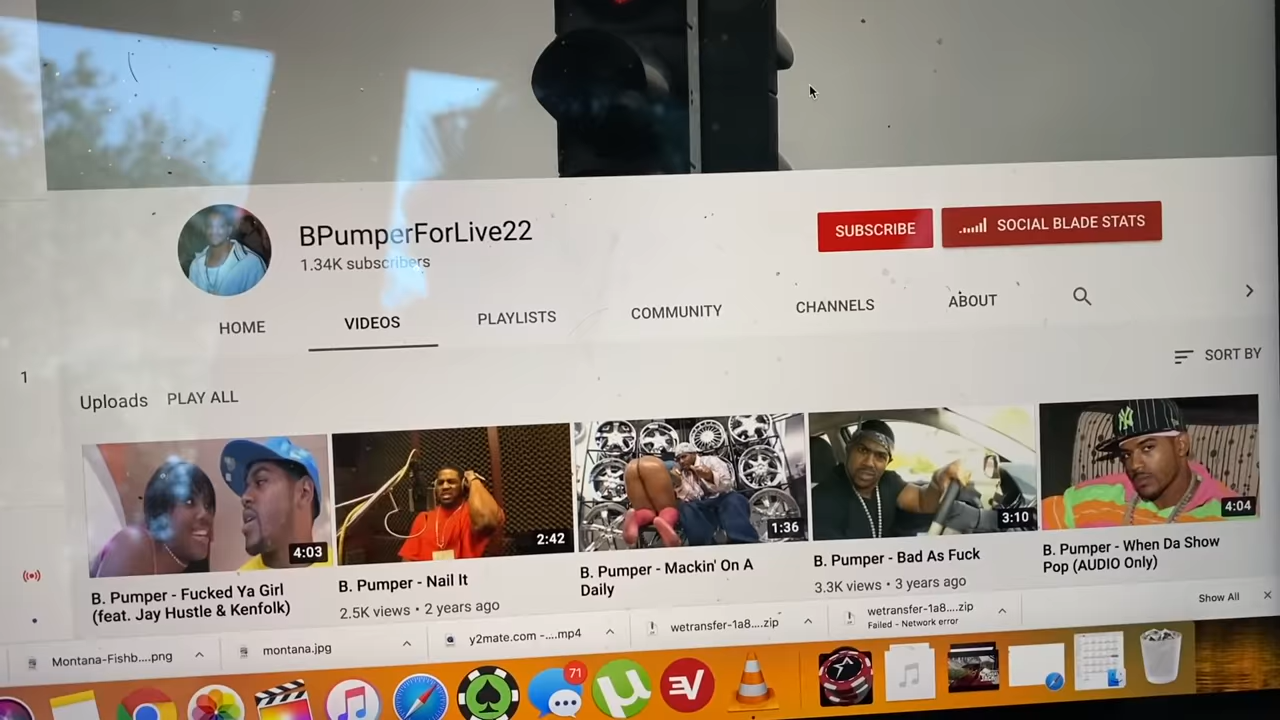 BPumperForLive22
1.34K subscribers
SUBSCRIBE
SOCIAL BLADE STATS
HOME
VIDEOS
PLAYLISTS
COMMUNITY
CHANNELS
ABOUT
1
SORT BY
Uploads PLAY ALL
4:03
2:42
1:36
3:10
4:04
B. Pumper - Fucked Ya Girl
(feat. Jay Hustle & Kenfolk)
B. Pumper - Nail It
2.5K views • 2 years ago
B. Pumper - Mackin' On A
Daily
B. Pumper - Bad As Fuck
3.3K views • 3 years ago
B. Pumper - When Da Show
Pop (AUDIO Only)
Montana-Fishb....png
montana.jpg
y2mate.com -....mp4
wetransfer-1a8....zip
wetransfer-1a8....zip
Failed - Network error
Show All
71